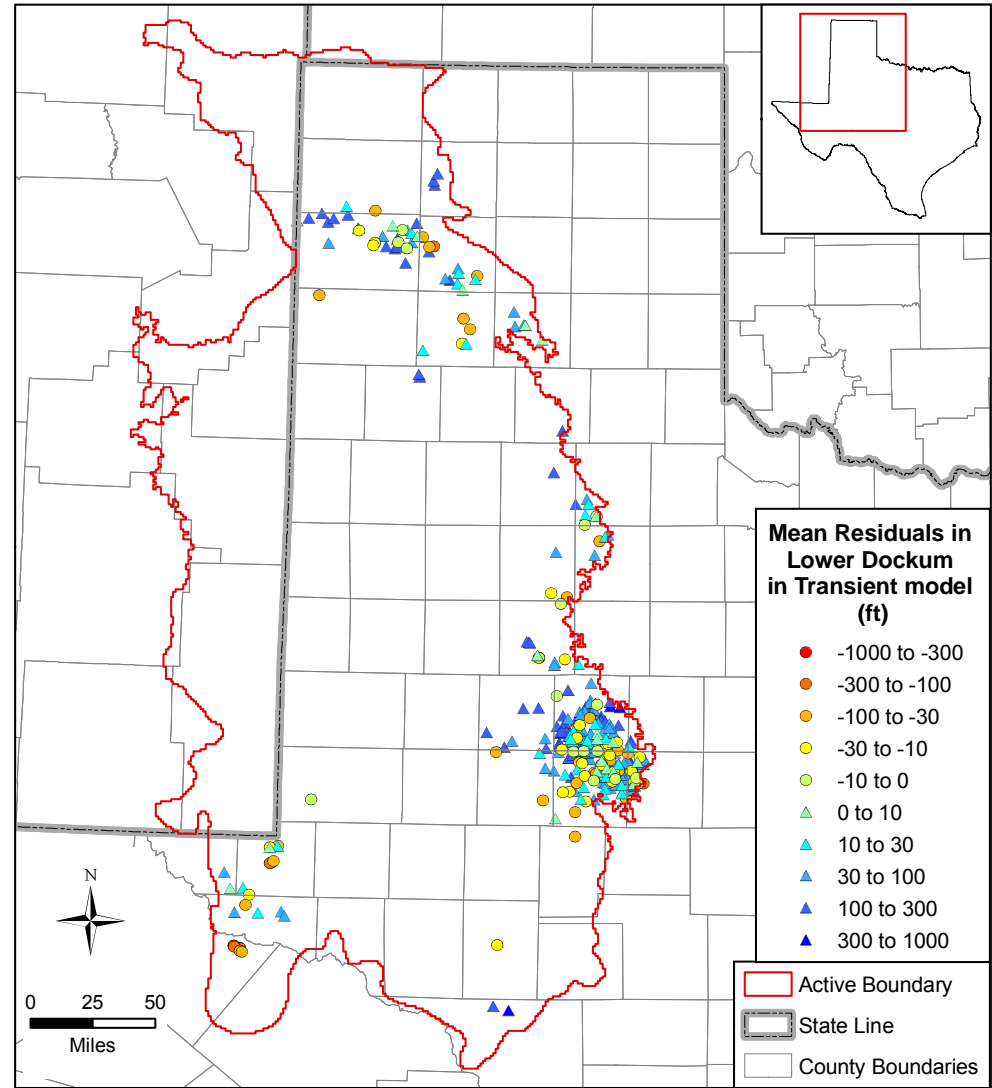 Mean Residuals in
Lower Dockum
in Transient model
(ft)
-1000 to -300
-300 to -100
-100 to -30
-30 to -10
-10 to 0
0 to 10
10 to 30
30 to 100
100 to 300
300 to 1000
N
0 25 50
Miles
Active Boundary
State Line
County Boundaries